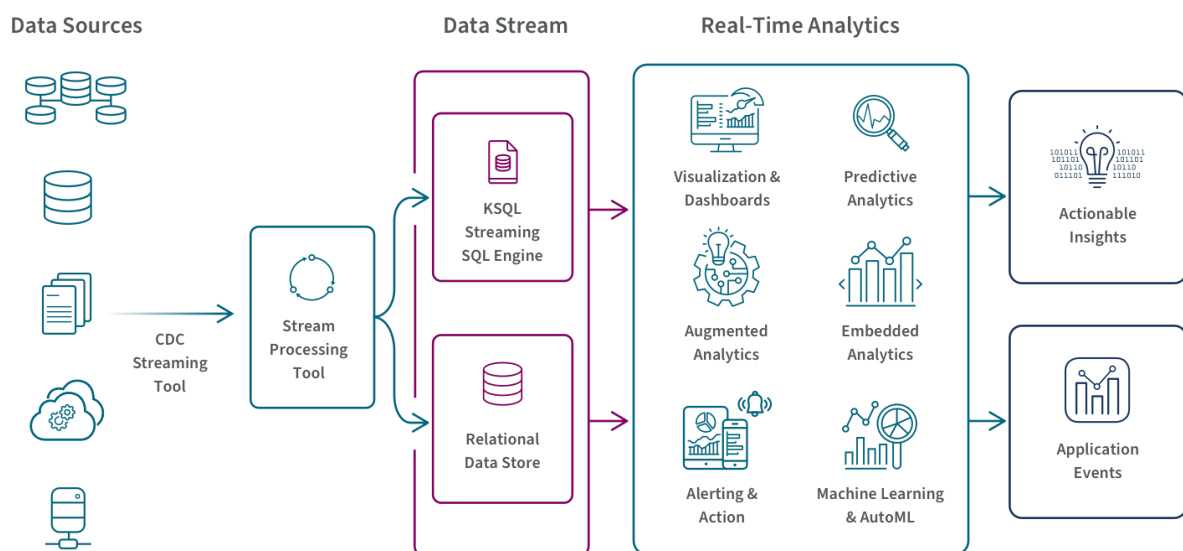 Data Sources
Data Stream
Real-Time Analytics
CDC
Streaming
Tool
Stream
Processing
Tool
KSQL
Streaming
SQL Engine
Relational
Data Store
Visualization &
Dashboards
Predictive
Analytics
Augmented
Analytics
Embedded
Analytics
Alerting &
Action
Machine Learning
& AutoML
101011 101011
101101 101101
10110 10110
011101 111010
Actionable
Insights
Application
Events